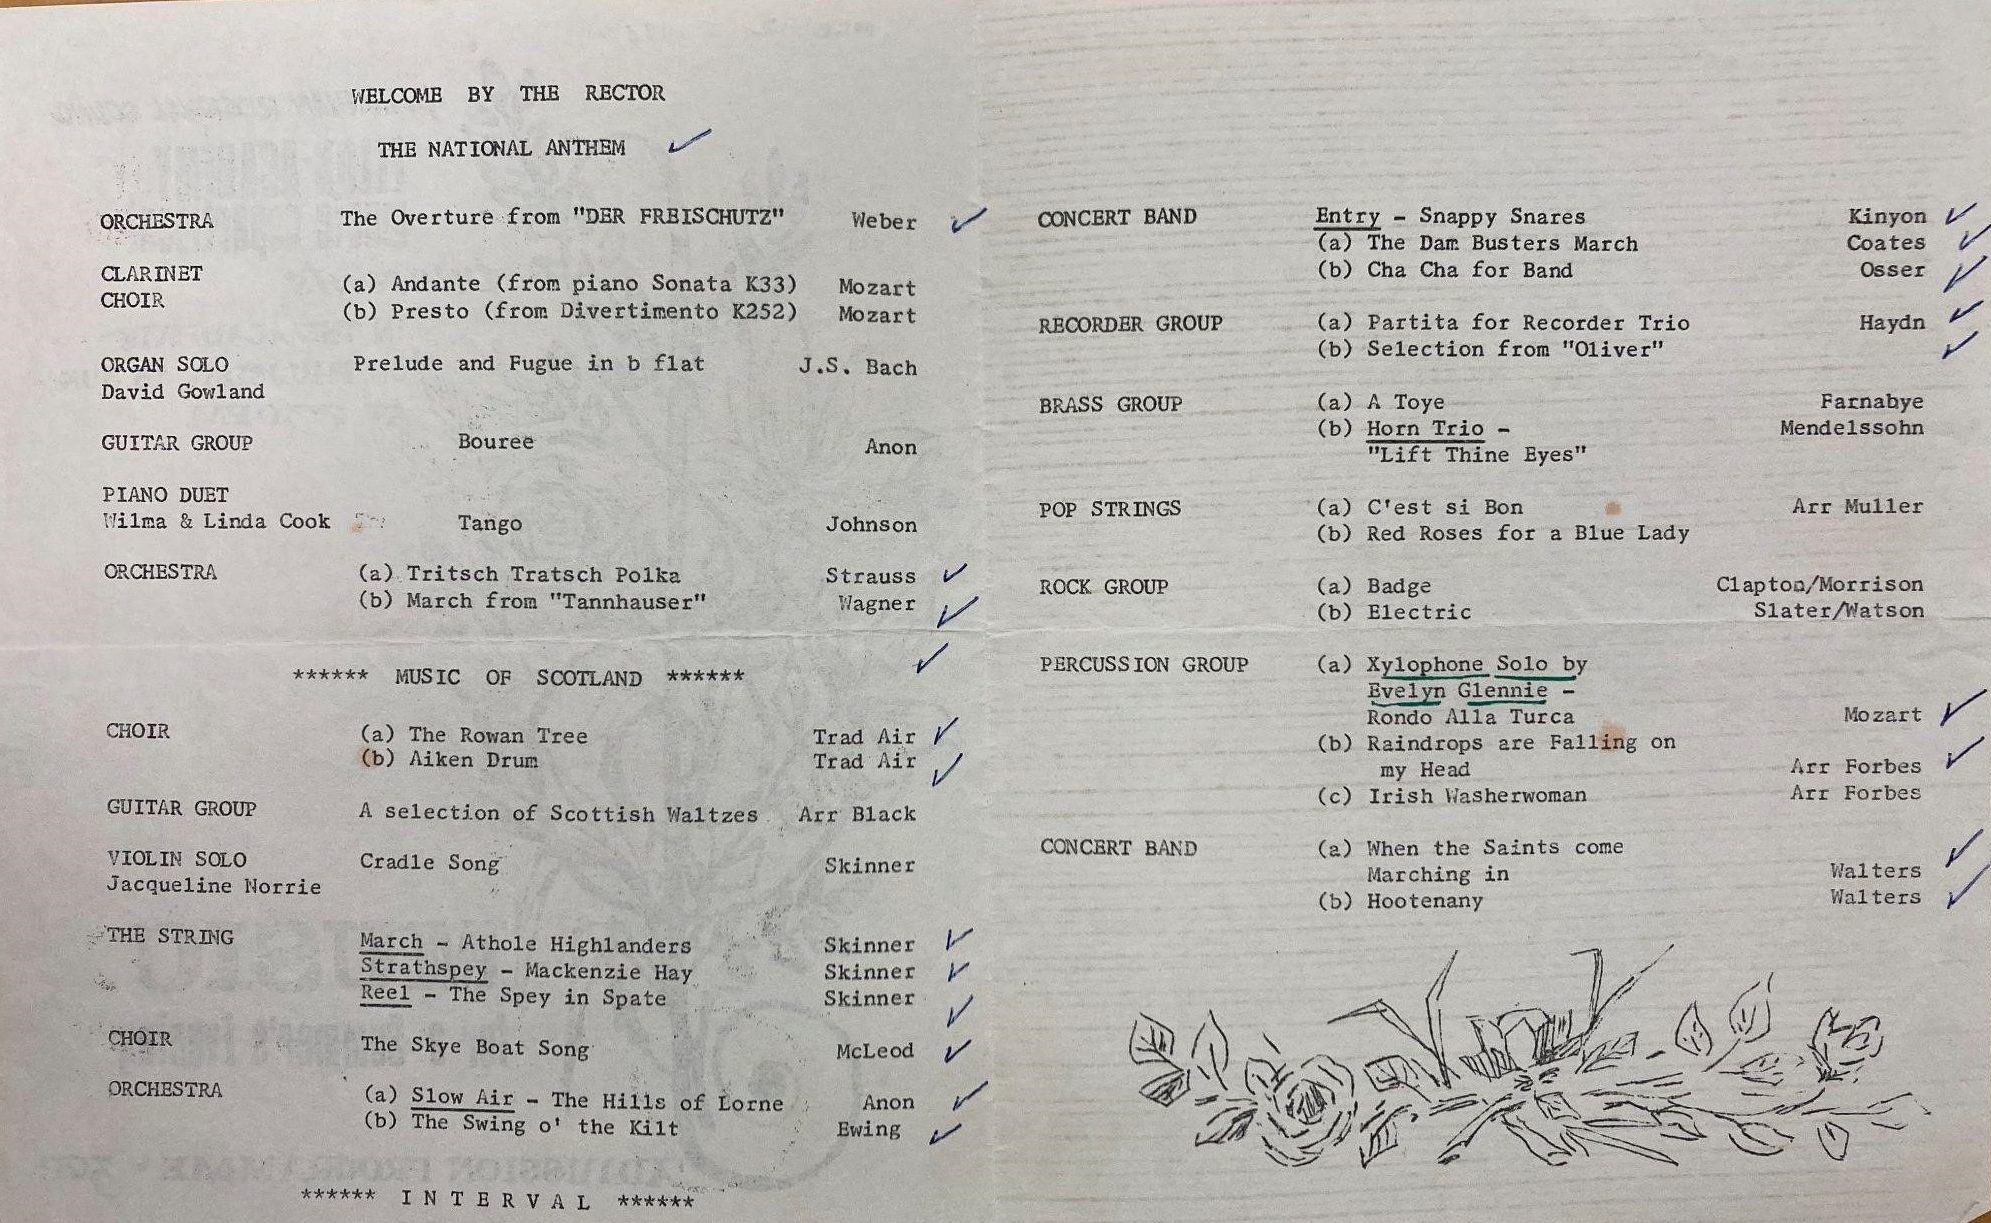 WELCOME BY THE RECTOR
THE NATIONAL ANTHEM ✓
ORCHESTRA The Overture from "DER FREISCHUTZ" Weber ✓
CLARINET
CHOIR (a) Andante (from piano Sonata K33) Mozart
(b) Presto (from Divertimento K252) Mozart
ORGAN SOLO Prelude and Fugue in b flat J.S. Bach
David Gowland
GUITAR GROUP Bouree Anon
PIANO DUET
Wilma & Linda Cook Tango Johnson
ORCHESTRA (a) Tritsch Tratsch Polka Strauss ✓
(b) March from "Tannhauser" Wagner ✓
****** MUSIC OF SCOTLAND ****** ✓
CHOIR (a) The Rowan Tree Trad Air ✓
(b) Aiken Drum Trad Air ✓
GUITAR GROUP A selection of Scottish Waltzes Arr Black
VIOLIN SOLO Cradle Song Skinner
Jacqueline Norrie
THE STRING March - Athole Highlanders Skinner ✓
Strathspey - Mackenzie Hay Skinner ✓
Reel - The Spey in Spate Skinner ✓
CHOIR The Skye Boat Song McLeod ✓
ORCHESTRA (a) Slow Air - The Hills of Lorne Anon ✓
(b) The Swing o' the Kilt Ewing ✓
****** INTERVAL ******
CONCERT BAND Entry - Snappy Snares Kinyon ✓
(a) The Dam Busters March Coates ✓
(b) Cha Cha for Band Osser ✓
RECORDER GROUP (a) Partita for Recorder Trio Haydn ✓
(b) Selection from "Oliver" ✓
BRASS GROUP (a) A Toye Farnabye
(b) Horn Trio - Mendelssohn
"Lift Thine Eyes"
POP STRINGS (a) C'est si Bon Arr Muller
(b) Red Roses for a Blue Lady
ROCK GROUP (a) Badge Clapton/Morrison
(b) Electric Slater/Watson
PERCUSSION GROUP (a) Xylophone Solo by
Evelyn Glennie -
Rondo Alla Turca Mozart ✓
(b) Raindrops are Falling on
my Head Arr Forbes ✓
(c) Irish Washerwoman Arr Forbes
CONCERT BAND (a) When the Saints come
Marching in Walters ✓
(b) Hootenany Walters ✓